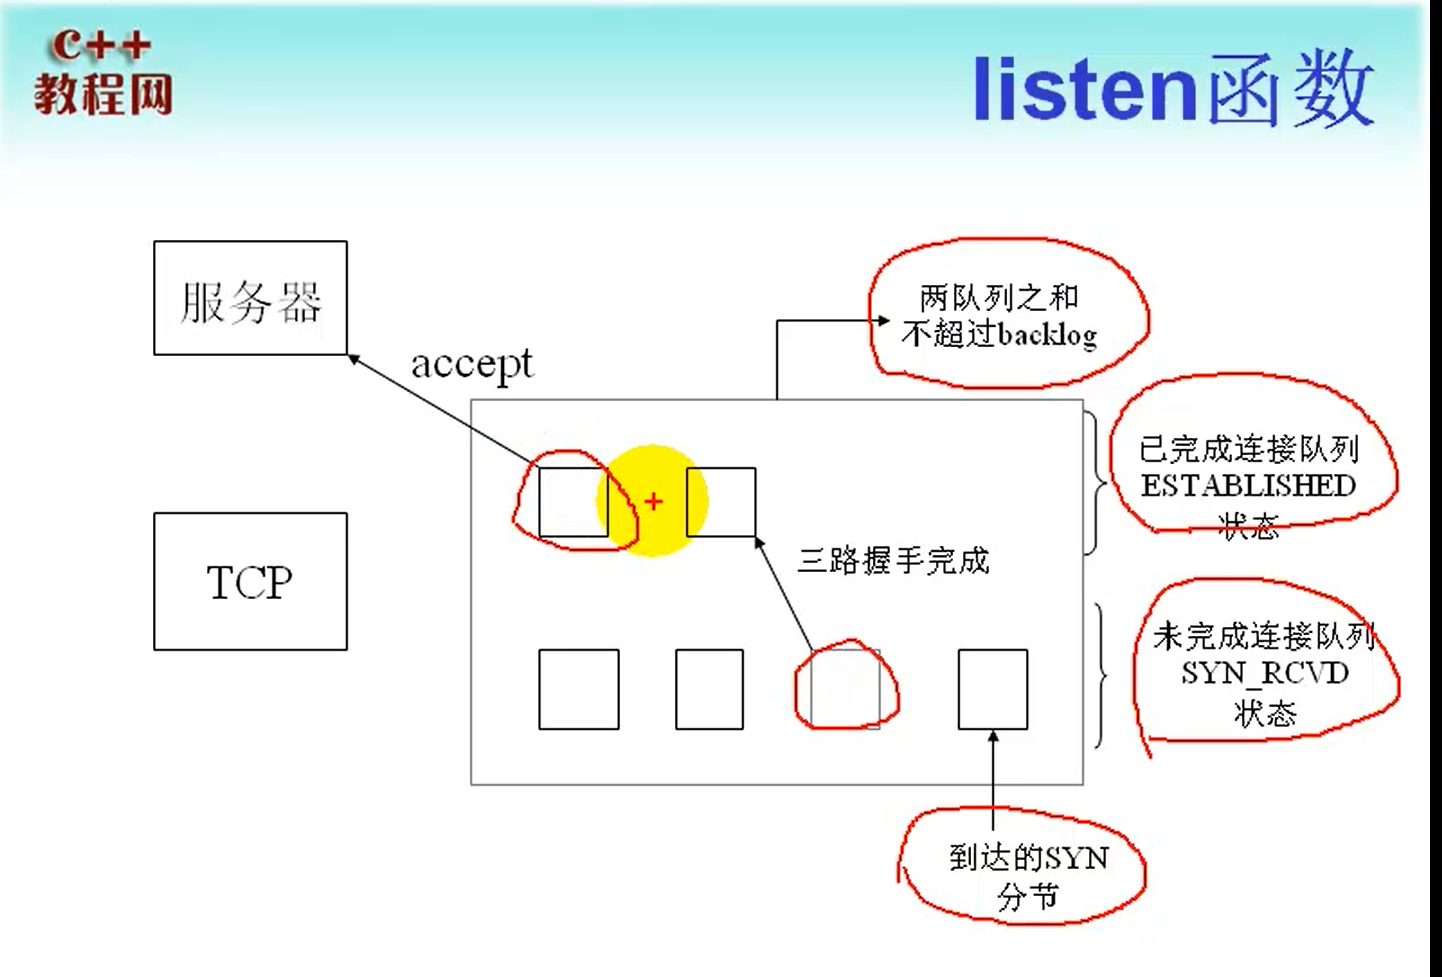 c++
教程网
listen函数
服务器
accept
两队列之和
不超过backlog
已完成连接队列
ESTABLISHED
状态
三路握手完成
TCP
未完成连接队列
SYN_RCVD
状态
到达的SYN
分节